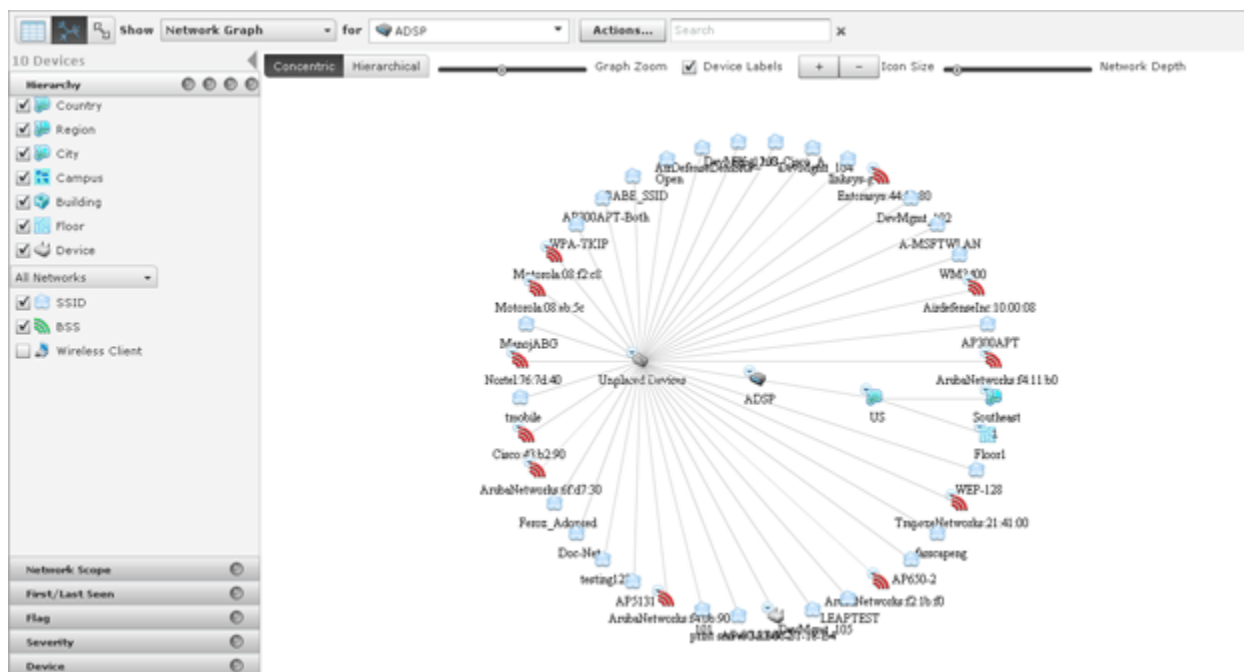 Show Network Graph for ADSP Actions... Search x
10 Devices
Concentric Hierarchical Graph Zoom Device Labels + - Icon Size Network Depth
Hierarchy
Country
Region
City
Campus
Building
Floor
Device
All Networks
SSID
BSS
Wireless Client
Network Scope
First/Last Seen
Flag
Severity
Device
Open
BABE_SSID
AP300APT-Both
DevMgmt_102
WPA-TKIP
A-MSFTWLAN
Motorola:08:f2:c8
WM3400
Motorola:08:eb:5c
AirdefenseInc:10:00:08
ManojABG
AP300APT
Nortel:76:7d:40
Unplaced Devices
ArubaNetworks:f4:11:b0
ADSP
tmobile
US
Southeast
Cisco:43:b2:90
Floor1
ArubaNetworks:6f:d7:30
WEP-128
Feroz_Adopted
TrapezeNetworks:21:41:00
Doc-Net
AP650-2
AP5131
LEAPTEST